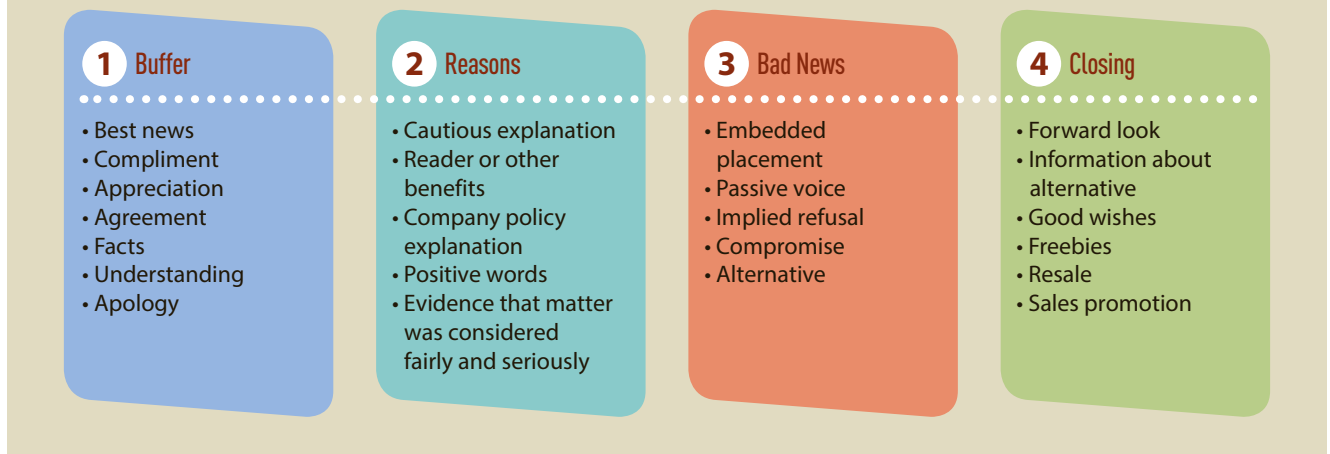 1 Buffer
• Best news
• Compliment
• Appreciation
• Agreement
• Facts
• Understanding
• Apology
2 Reasons
• Cautious explanation
• Reader or other
benefits
• Company policy
explanation
• Positive words
• Evidence that matter
was considered
fairly and seriously
3 Bad News
• Embedded
placement
• Passive voice
• Implied refusal
• Compromise
• Alternative
4 Closing
• Forward look
• Information about
alternative
• Good wishes
• Freebies
• Resale
• Sales promotion